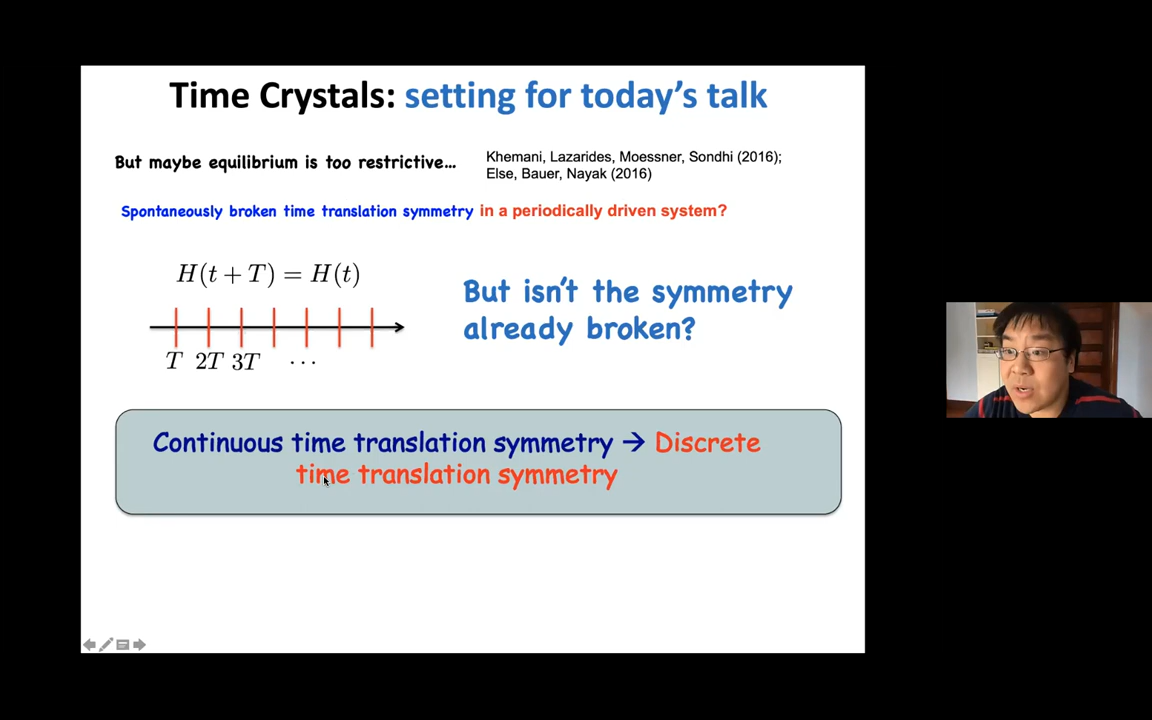 Time Crystals: setting for today's talk
But maybe equilibrium is too restrictive...
Khemani, Lazarides, Moessner, Sondhi (2016);
Else, Bauer, Nayak (2016)
Spontaneously broken time translation symmetry in a periodically driven system?
H(t + T) = H(t)
But isn't the symmetry
already broken?
T 2T 3T ···
Continuous time translation symmetry → Discrete
time translation symmetry